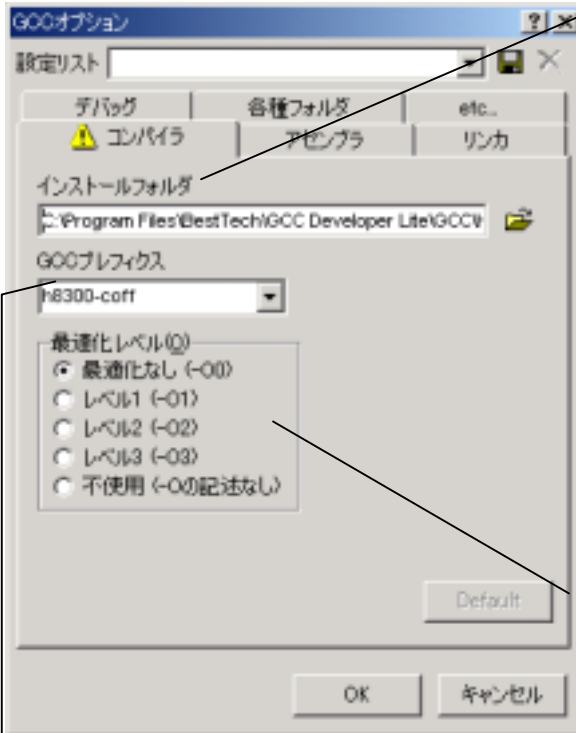 GCCオプション
設定リスト
デバッグ
各種フォルダ
etc...
コンパイラ
アセンブラ
リンカ
インストールフォルダ
C:\Program Files\BestTech\GCC Developer Lite\GCC\
GCCプレフィクス
h8300-coff
最適化レベル(O)
最適化なし (-O0)
レベル1 (-O1)
レベル2 (-O2)
レベル3 (-O3)
不使用 (-Oの記述なし)
Default
OK
キャンセル